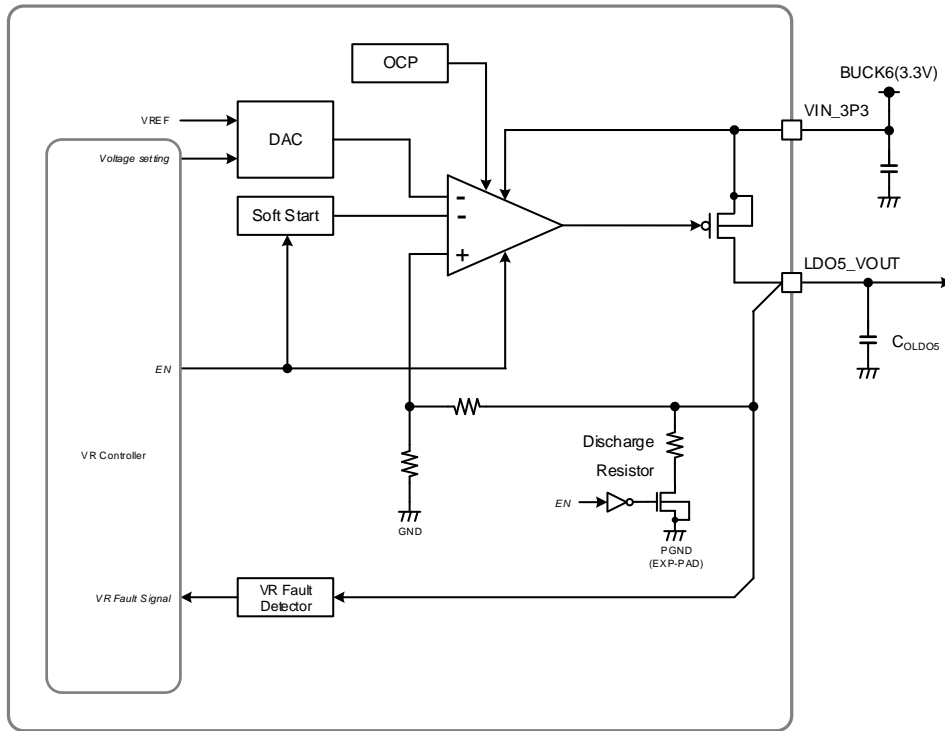 OCP
BUCK6(3.3V)
VIN_3P3
VREF
DAC
Voltage setting
Soft Start
-
-
+
LDO5_VOUT
COLDO5
EN
Discharge
Resistor
VR Controller
EN
GND
PGND
(EXP-PAD)
VR Fault Signal
VR Fault
Detector